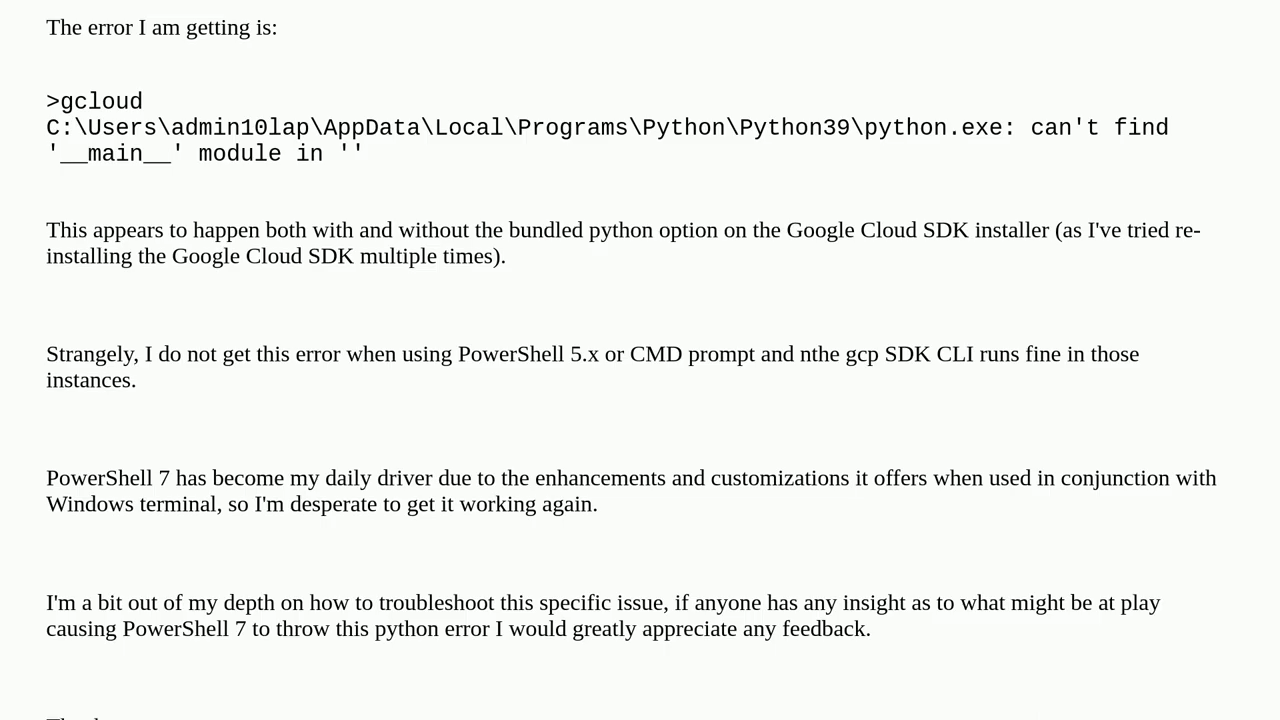 The error I am getting is:
>gcloud
C:\Users\admin10lap\AppData\Local\Programs\Python\Python39\python.exe: can't find
'__main__' module in ''
This appears to happen both with and without the bundled python option on the Google Cloud SDK installer (as I've tried re-
installing the Google Cloud SDK multiple times).
Strangely, I do not get this error when using PowerShell 5.x or CMD prompt and nthe gcp SDK CLI runs fine in those
instances.
PowerShell 7 has become my daily driver due to the enhancements and customizations it offers when used in conjunction with
Windows terminal, so I'm desperate to get it working again.
I'm a bit out of my depth on how to troubleshoot this specific issue, if anyone has any insight as to what might be at play
causing PowerShell 7 to throw this python error I would greatly appreciate any feedback.